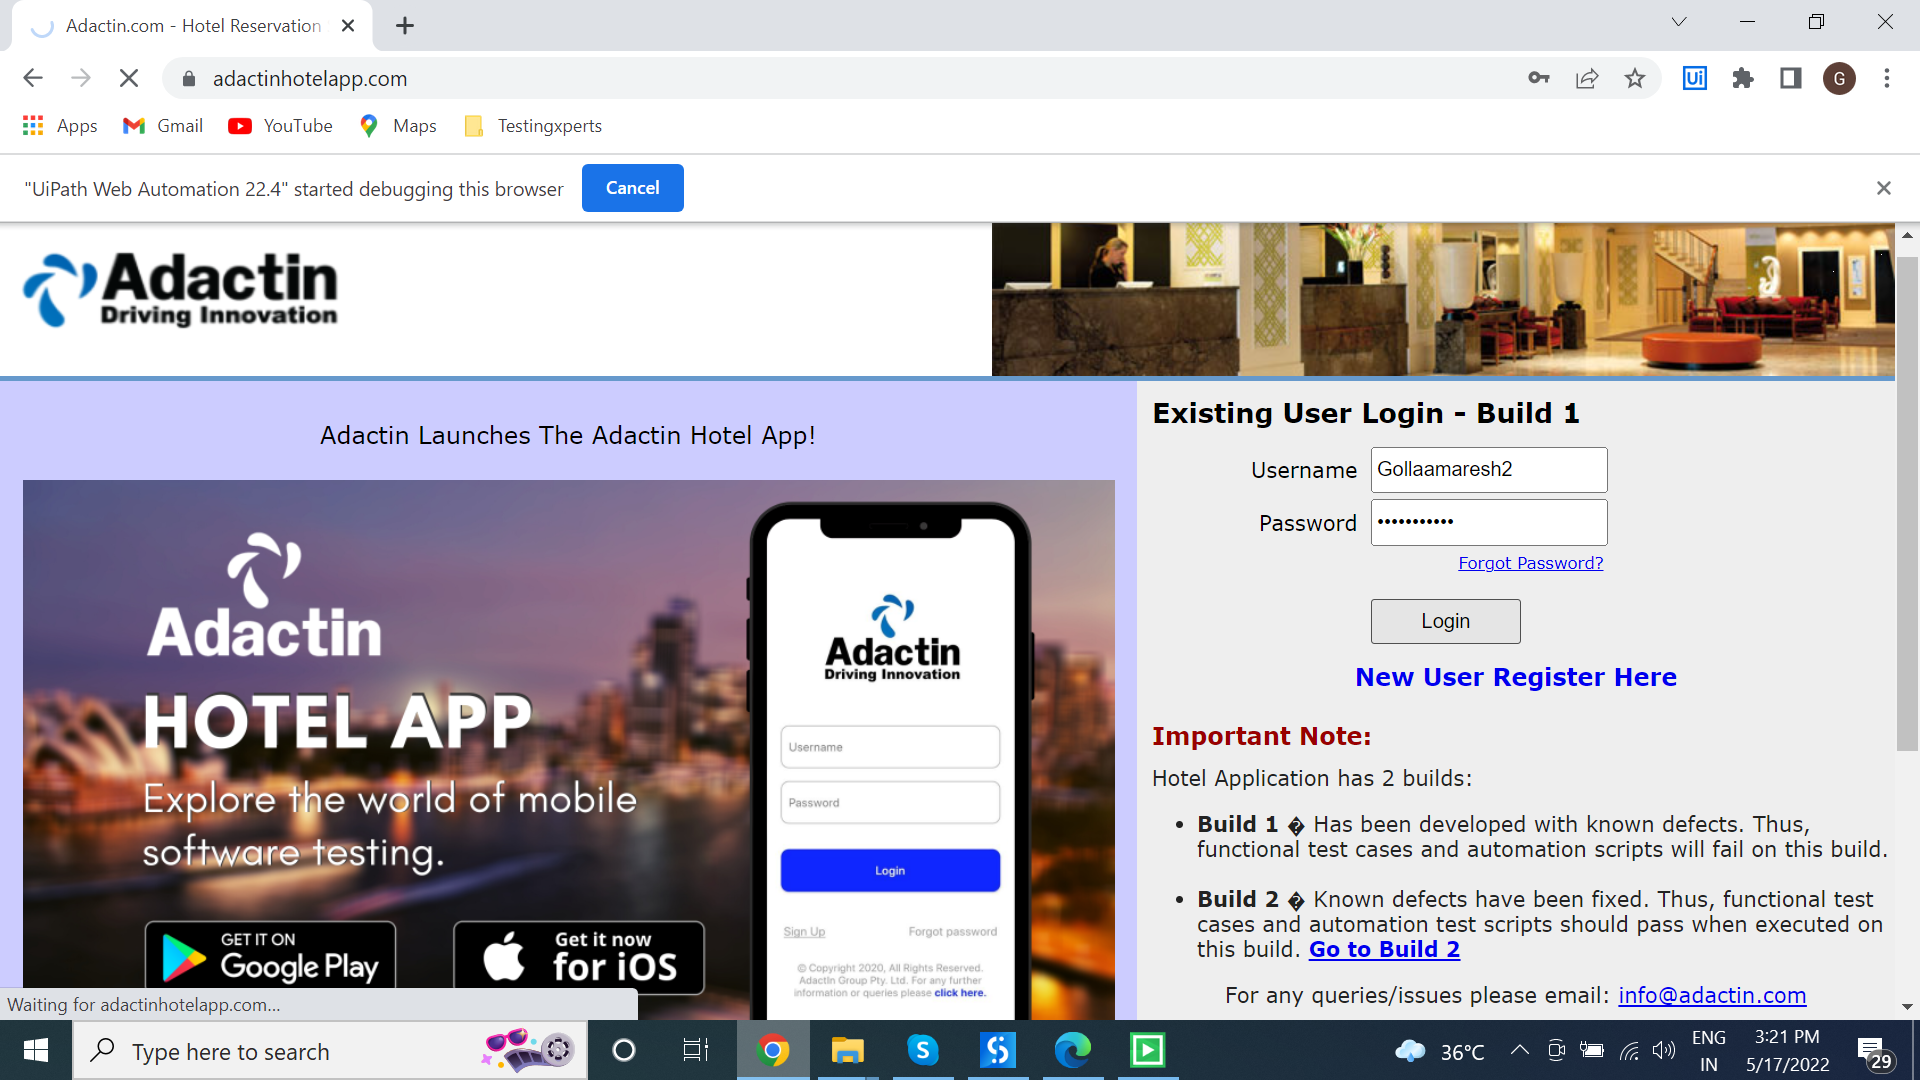 Adactin.com - Hotel Reservation
adactinhotelapp.com
Ui
G
Apps
Gmail
YouTube
Maps
Testingxperts
"UiPath Web Automation 22.4" started debugging this browser
Cancel
Adactin
Driving Innovation
Adactin Launches The Adactin Hotel App!
Adactin
HOTEL APP
Explore the world of mobile
software testing.
GET IT ON
Google Play
Get it now
for iOS
Adactin
Driving Innovation
Username
Password
Login
Sign Up
Forgot password
© Copyright 2020, All Rights Reserved.
AdactIn Group Pty. Ltd. For any further
information or queries please click here.
Existing User Login - Build 1
Username
Gollaamaresh2
Password
•••••••••••
Forgot Password?
Login
New User Register Here
Important Note:
Hotel Application has 2 builds:
• Build 1 � Has been developed with known defects. Thus,
functional test cases and automation scripts will fail on this build.
• Build 2 � Known defects have been fixed. Thus, functional test
cases and automation test scripts should pass when executed on
this build. Go to Build 2
For any queries/issues please email: info@adactin.com
Waiting for adactinhotelapp.com...
Type here to search
S
36°C
ENG
IN
3:21 PM
5/17/2022
29